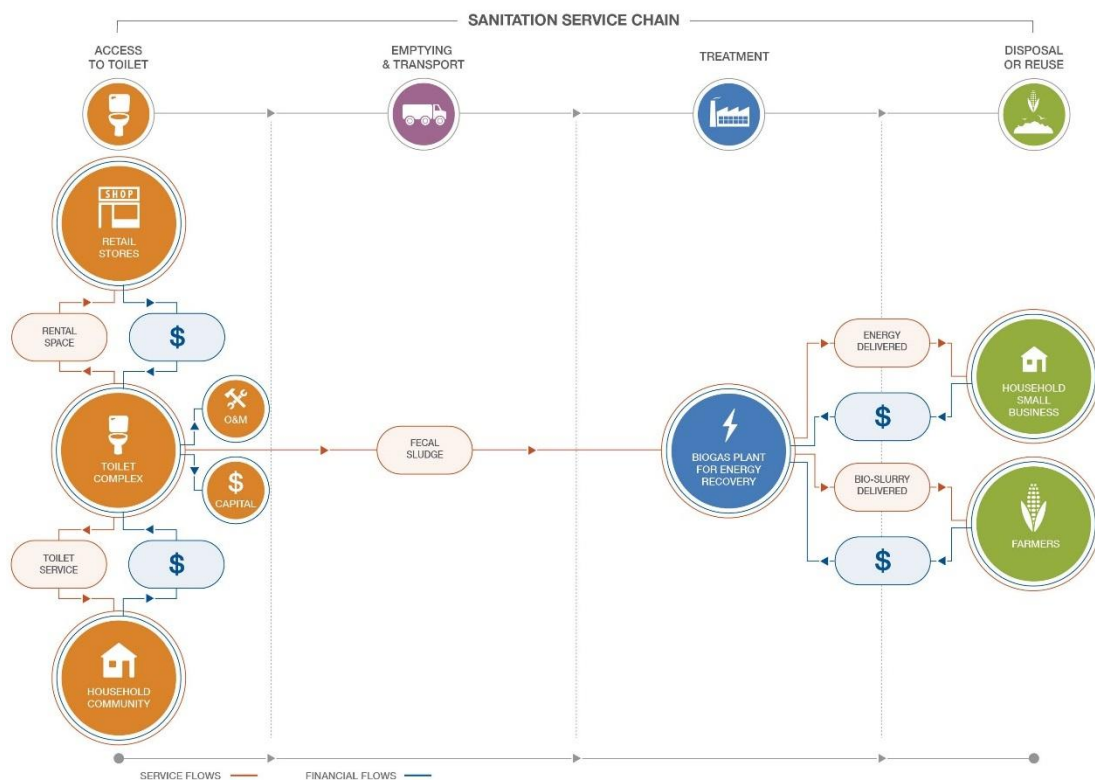 SANITATION SERVICE CHAIN
ACCESS
TO TOILET
EMPTYING
& TRANSPORT
TREATMENT
DISPOSAL
OR REUSE
SHOP
RETAIL
STORES
RENTAL
SPACE
$
ENERGY
DELIVERED
HOUSEHOLD
SMALL
BUSINESS
O&M
$
TOILET
COMPLEX
FECAL
SLUDGE
BIOGAS PLANT
FOR ENERGY
RECOVERY
$
CAPITAL
BIO-SLURRY
DELIVERED
FARMERS
TOILET
SERVICE
$
$
HOUSEHOLD
COMMUNITY
SERVICE FLOWS
FINANCIAL FLOWS